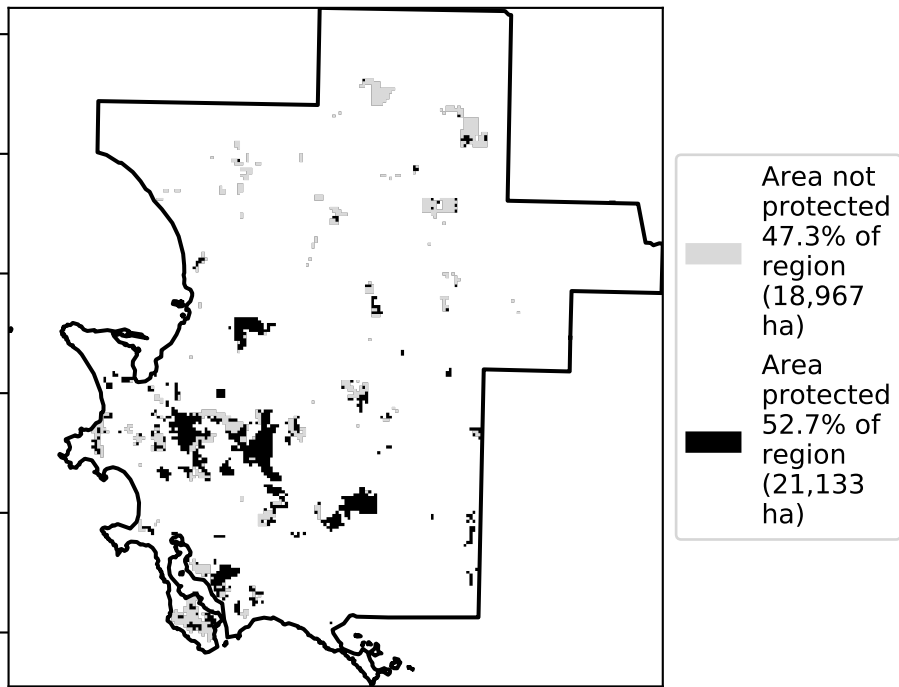 Area not
protected
47.3% of
region
(18,967
ha)
Area
protected
52.7% of
region
(21,133
ha)